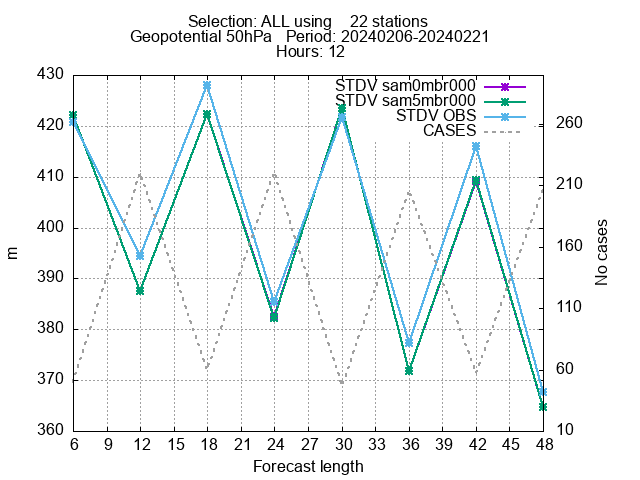 Selection: ALL using 22 stations
Geopotential 50hPa Period: 20240206-20240221
Hours: 12
STDV sam0mbr000
STDV sam5mbr000
STDV OBS
CASES
430
420
410
400
390
380
370
360
m
260
210
160
110
60
10
No cases
6 9 12 15 18 21 24 27 30 33 36 39 42 45 48
Forecast length